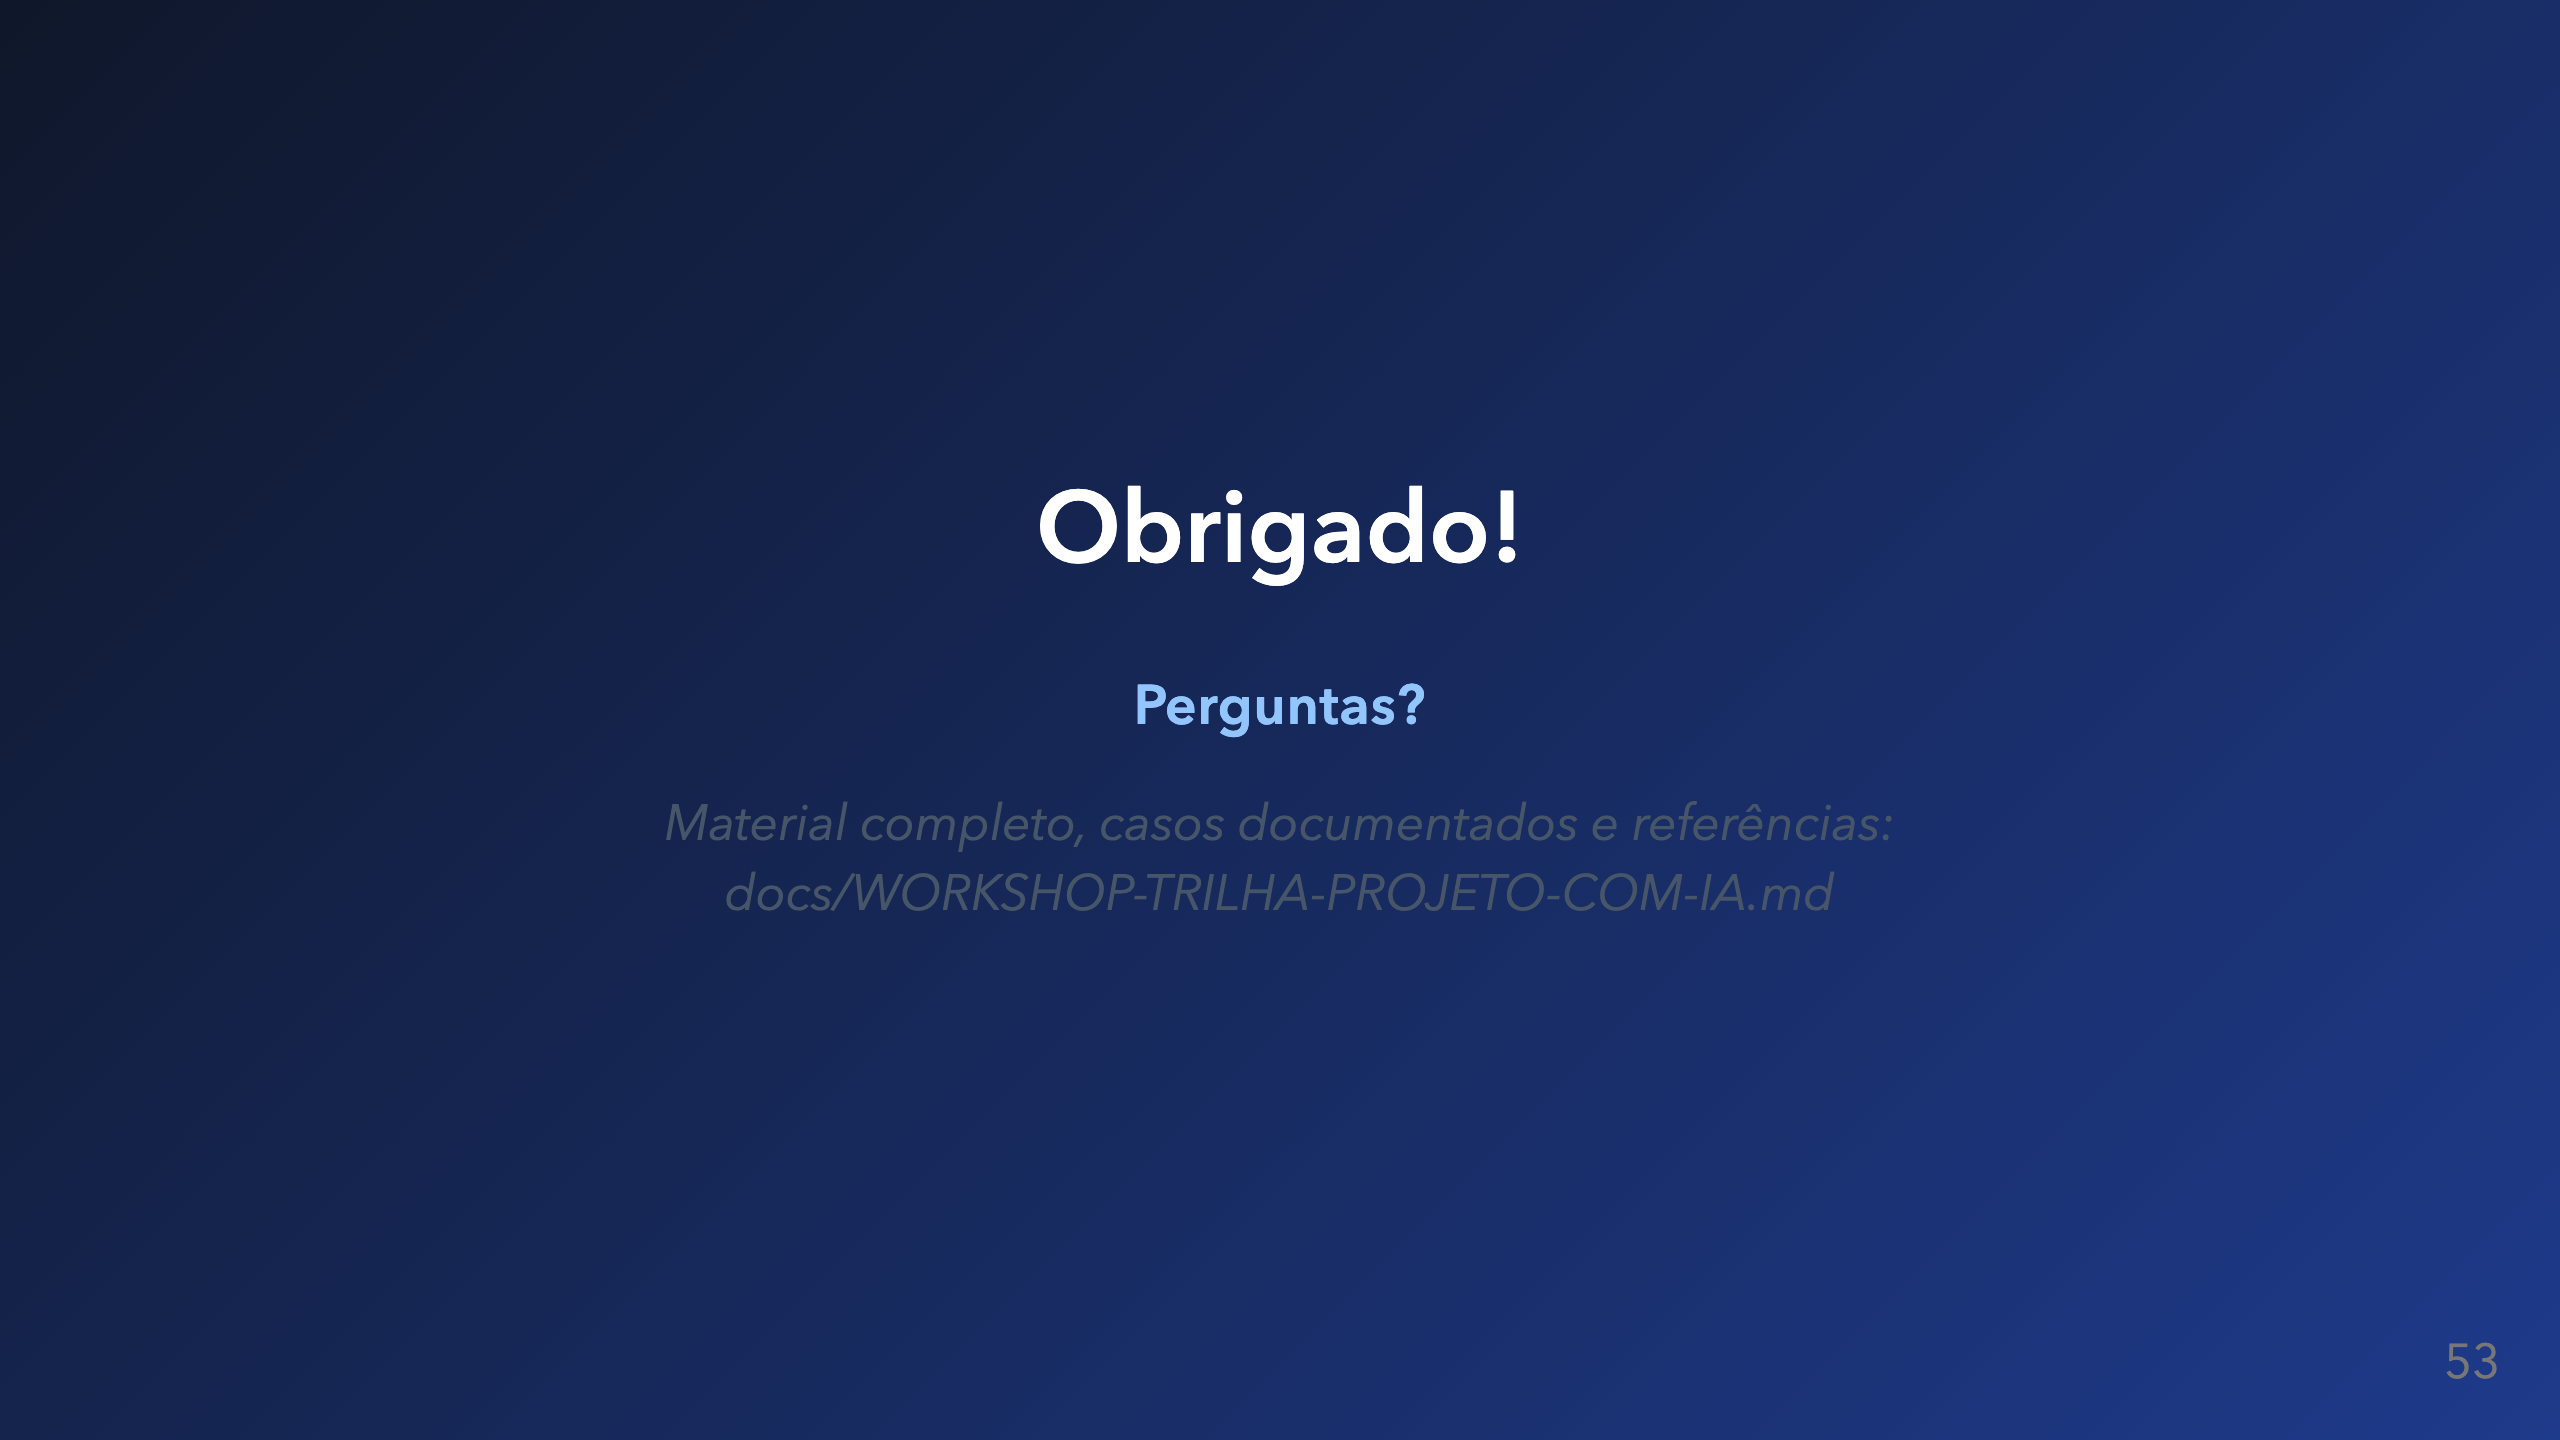 Obrigado!
Perguntas?
Material completo, casos documentados e referências:
docs/WORKSHOP-TRILHA-PROJETO-COM-IA.md
53